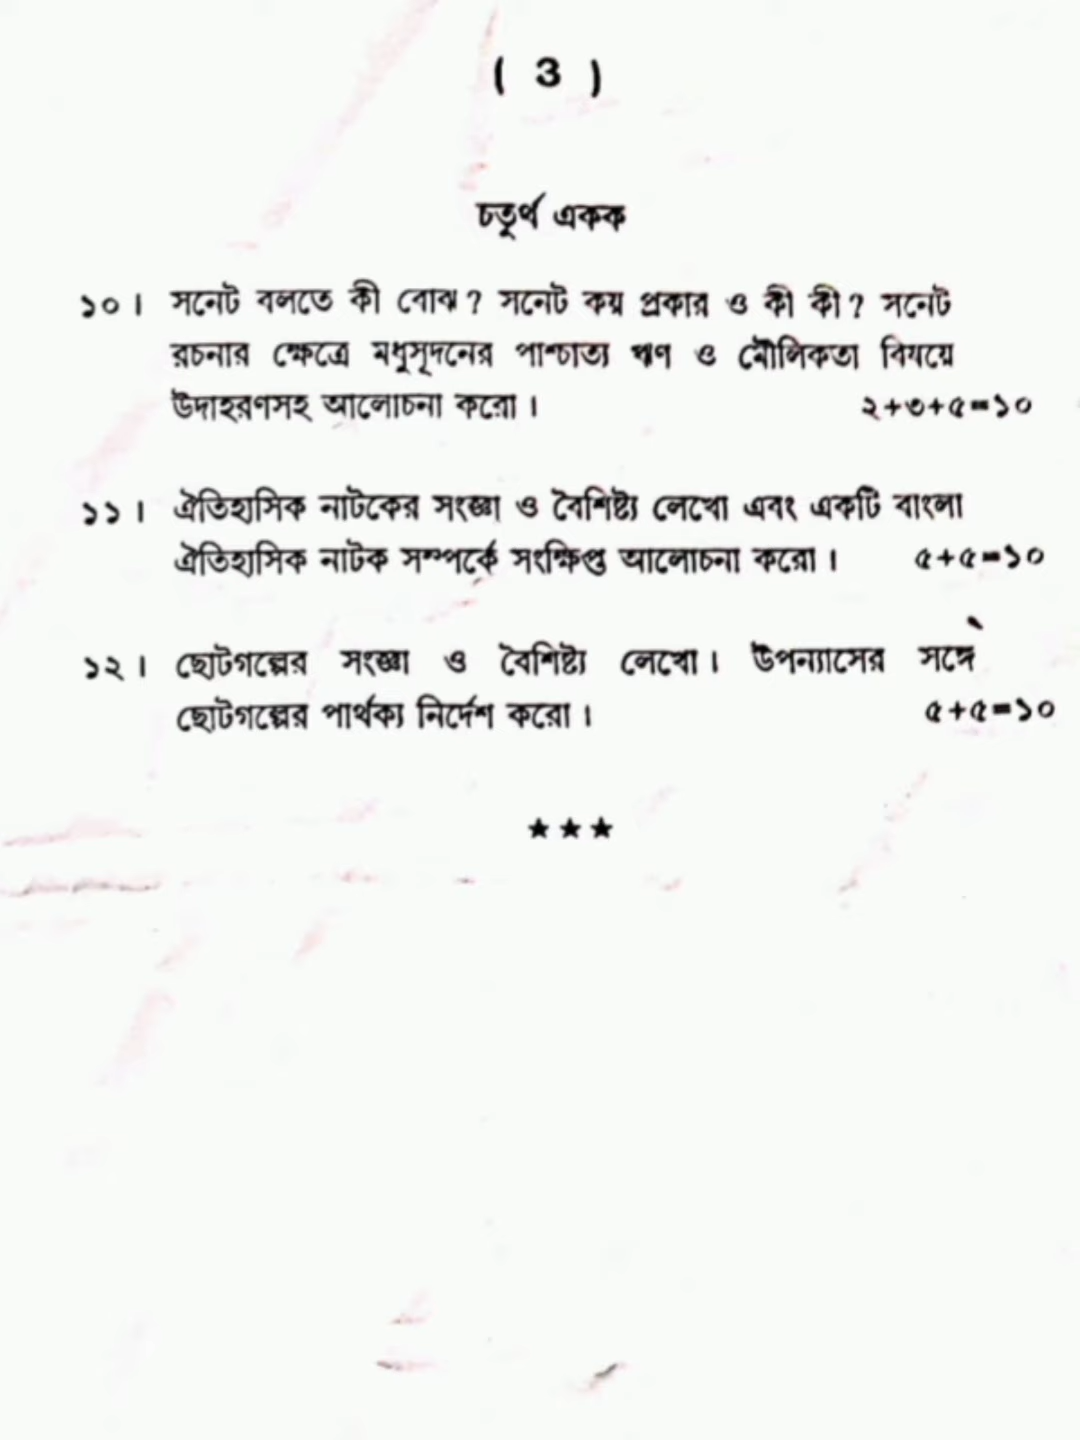 ( 3 )
চতুর্থ একক
১০। সনেট বলতে কী বোঝ? সনেট কয় প্রকার ও কী কী? সনেট
রচনার ক্ষেত্রে মধুসূদনের পাশ্চাত্য ঋণ ও মৌলিকতা বিষয়ে
উদাহরণসহ আলোচনা করো। ২+৩+৫=১০
১১। ঐতিহাসিক নাটকের সংজ্ঞা ও বৈশিষ্ট্য লেখো এবং একটি বাংলা
ঐতিহাসিক নাটক সম্পর্কে সংক্ষিপ্ত আলোচনা করো। ৫+৫=১০
১২। ছোটগল্পের সংজ্ঞা ও বৈশিষ্ট্য লেখো। উপন্যাসের সঙ্গে
ছোটগল্পের পার্থক্য নির্দেশ করো। ৫+৫=১০
★★★